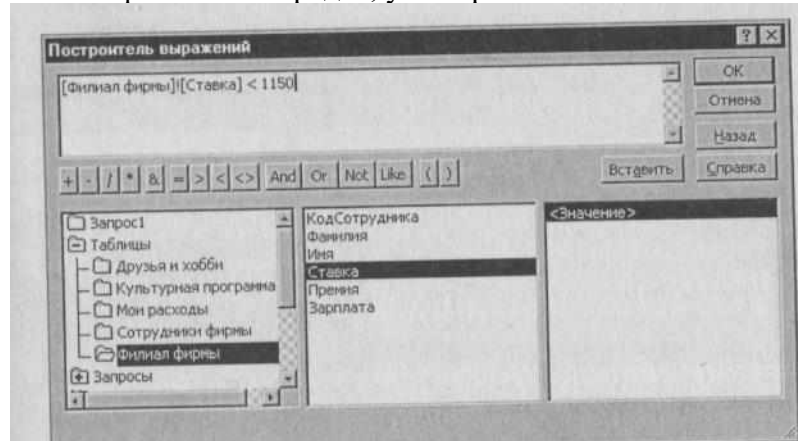 Построитель выражений
[Филиал фирмы]![Ставка] < 1150
ОК
Отмена
Назад
Вставить
Справка
+ - / * & = > < <> And Or Not Like ( )
Запрос1
Таблицы
Друзья и хобби
Культурная программа
Мои расходы
Сотрудники фирмы
Филиал фирмы
Запросы
КодСотрудника
Фамилия
Имя
Ставка
Премия
Зарплата
<Значение>